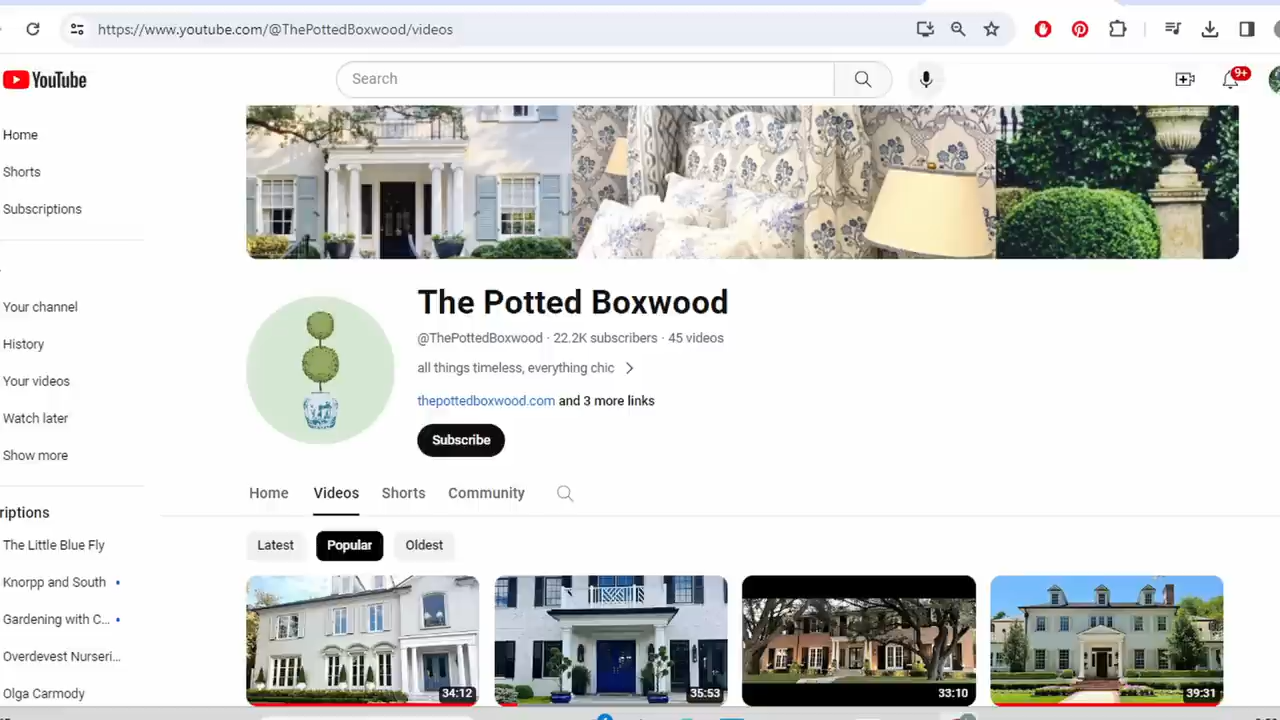 https://www.youtube.com/@ThePottedBoxwood/videos
YouTube
Search
9+
Home
Shorts
Subscriptions
Your channel
History
Your videos
Watch later
Show more
riptions
The Little Blue Fly
Knorpp and South
Gardening with C...
Overdevest Nurseri...
Olga Carmody
The Potted Boxwood
@ThePottedBoxwood · 22.2K subscribers · 45 videos
all things timeless, everything chic
thepottedboxwood.com and 3 more links
Subscribe
Home Videos Shorts Community
Latest Popular Oldest
34:12 35:53 33:10 39:31